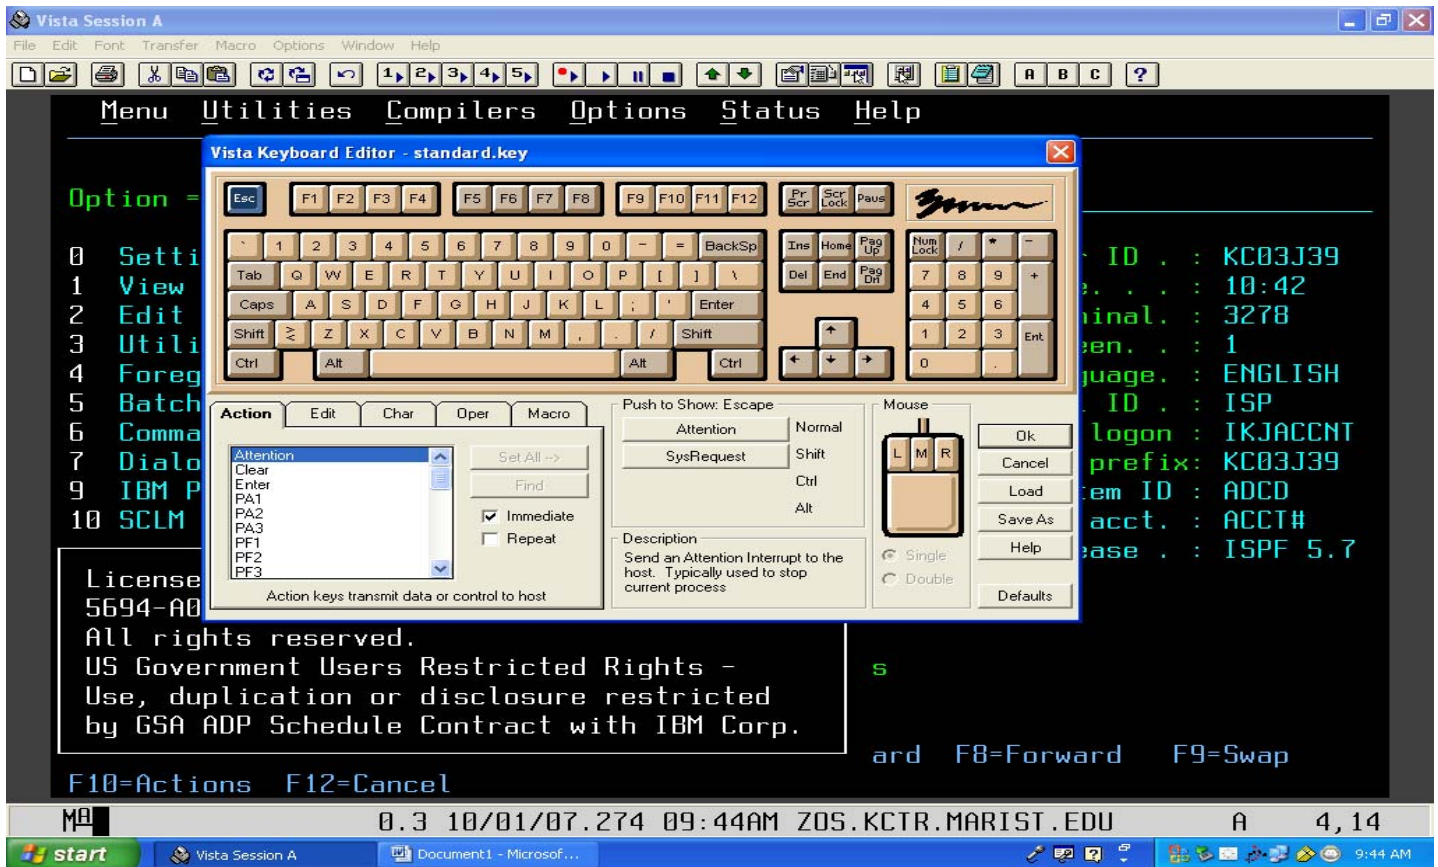 Vista Session A
File Edit Font Transfer Macro Options Window Help
1 2 3 4 5 A B C ?
Menu Utilities Compilers Options Status Help
Vista Keyboard Editor - standard.key
Option =
Esc F1 F2 F3 F4 F5 F6 F7 F8 F9 F10 F11 F12 Pr Scr Scr Lock Paus
` 1 2 3 4 5 6 7 8 9 0 - = BackSp Ins Home Pag Up Num Lock / * -
Tab Q W E R T Y U I O P [ ] \ Del End Pag Dn 7 8 9 +
Caps A S D F G H J K L ; ' Enter 4 5 6
Shift Z X C V B N M , . / Shift 1 2 3 Ent
Ctrl Alt Alt Ctrl 0 .
0 Setti
1 View
2 Edit
3 Utili
4 Foreg
5 Batch
6 Comma
7 Dialo
9 IBM P
10 SCLM
ID . : KC03J39
e. . . : 10:42
inal. : 3278
een. . : 1
uage. : ENGLISH
ID . : ISP
logon : IKJACCNT
prefix: KC03J39
em ID : ADCD
acct. : ACCT#
ease . : ISPF 5.7
Action Edit Char Oper Macro
Attention
Clear
Enter
PA1
PA2
PA3
PF1
PF2
PF3
Set All -->
Find
Immediate
Repeat
Action keys transmit data or control to host
Push to Show: Escape
Attention Normal
SysRequest Shift
Ctrl
Alt
Description
Send an Attention Interrupt to the
host. Typically used to stop
current process
Mouse
L M R
Single
Double
Ok
Cancel
Load
Save As
Help
Defaults
License
5694-A0
All rights reserved.
US Government Users Restricted Rights -
Use, duplication or disclosure restricted
by GSA ADP Schedule Contract with IBM Corp.
s
ard F8=Forward F9=Swap
F10=Actions F12=Cancel
MA 0.3 10/01/07.274 09:44AM ZOS.KCTR.MARIST.EDU A 4,14
start Vista Session A Document1 - Microsof... 9:44 AM